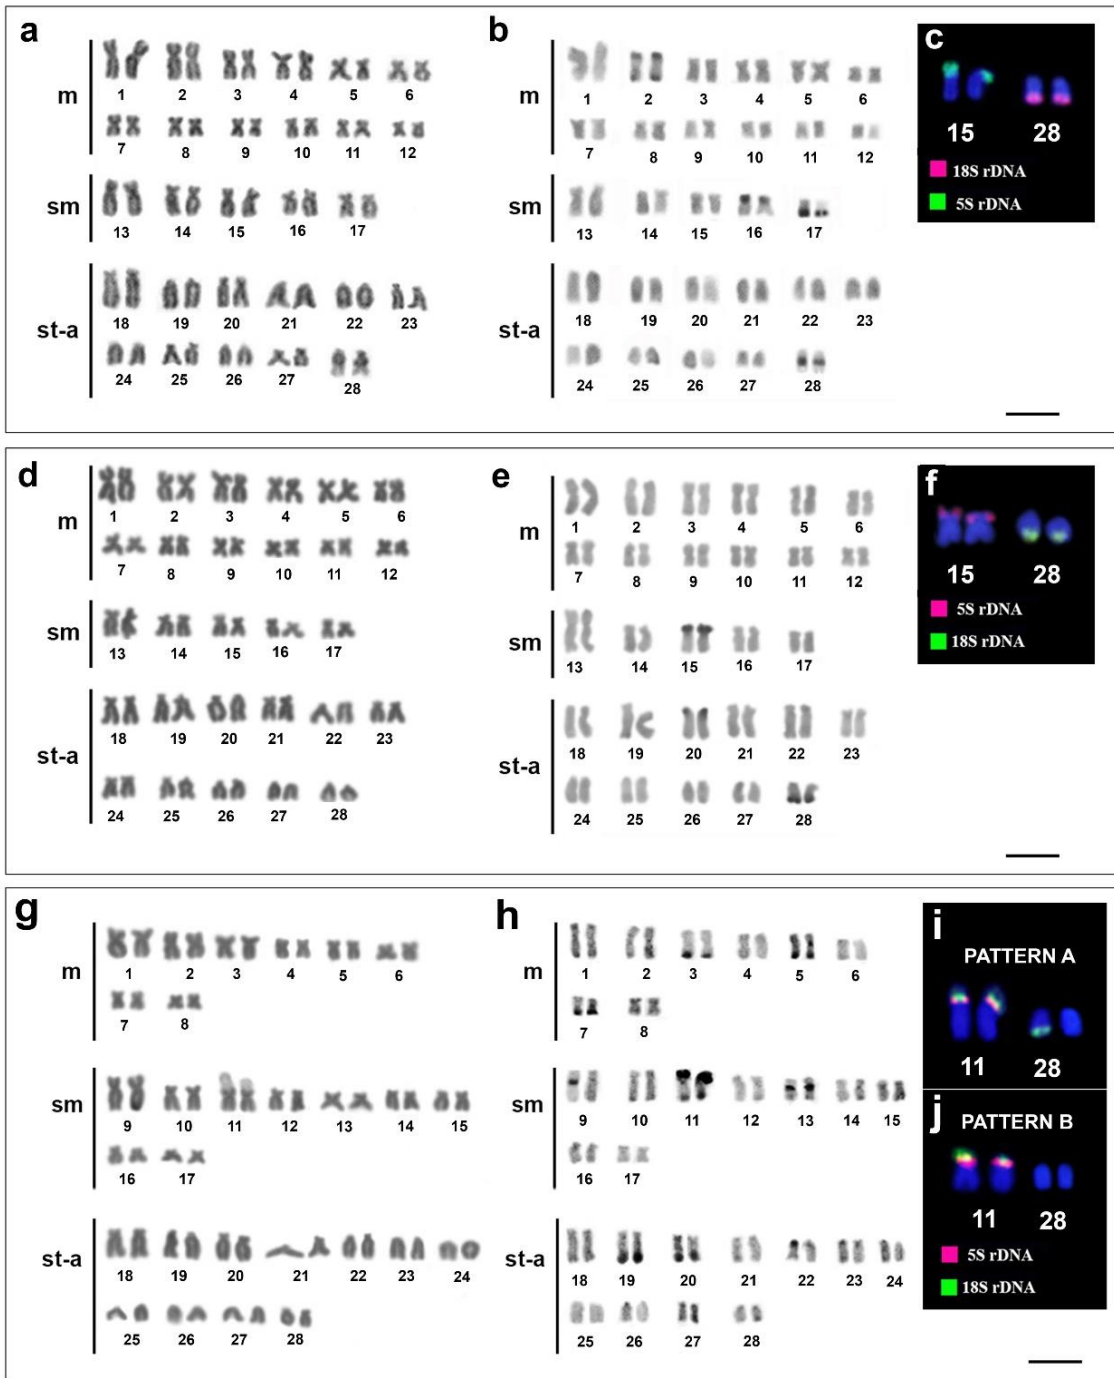 a
m
1 2 3 4 5 6
7 8 9 10 11 12
sm
13 14 15 16 17
st-a
18 19 20 21 22 23
24 25 26 27 28
b
m
1 2 3 4 5 6
7 8 9 10 11 12
sm
13 14 15 16 17
st-a
18 19 20 21 22 23
24 25 26 27 28
c
15 28
18S rDNA
5S rDNA
d
m
1 2 3 4 5 6
7 8 9 10 11 12
sm
13 14 15 16 17
st-a
18 19 20 21 22 23
24 25 26 27 28
e
m
1 2 3 4 5 6
7 8 9 10 11 12
sm
13 14 15 16 17
st-a
18 19 20 21 22 23
24 25 26 27 28
f
15 28
5S rDNA
18S rDNA
g
m
1 2 3 4 5 6
7 8
sm
9 10 11 12 13 14 15
16 17
st-a
18 19 20 21 22 23 24
25 26 27 28
h
m
1 2 3 4 5 6
7 8
sm
9 10 11 12 13 14 15
16 17
st-a
18 19 20 21 22 23 24
25 26 27 28
i
PATTERN A
11 28
j
PATTERN B
11 28
5S rDNA
18S rDNA